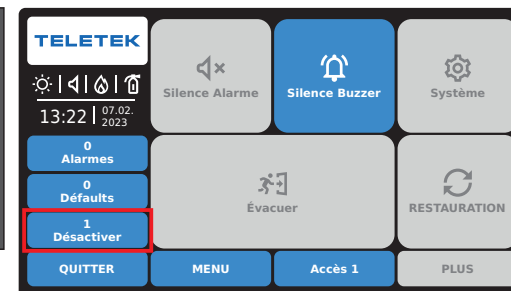 TELETEK
13:22
07.02.
2023
0
Alarmes
0
Défaults
1
Désactiver
QUITTER
Silence Alarme
Silence Buzzer
Système
Évacuer
RESTAURATION
MENU
Accès 1
PLUS